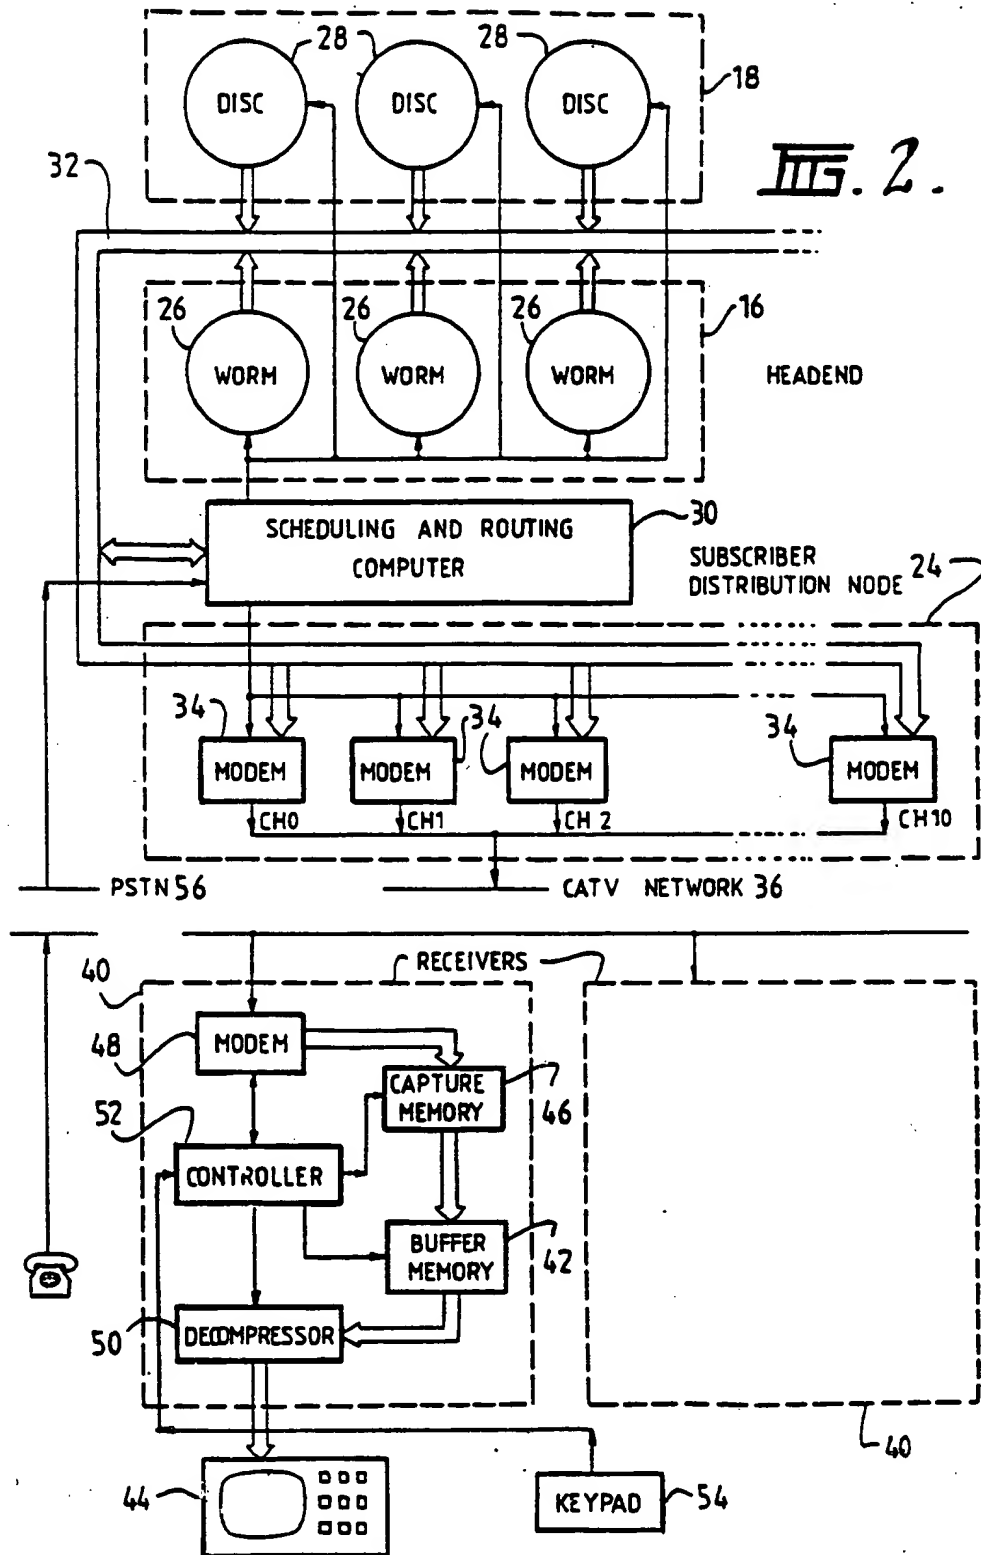 28 28 18
DISC DISC DISC
FIG. 2.
32
26 26 26 16
WORM WORM WORM
HEADEND
SCHEDULING AND ROUTING
COMPUTER
30
SUBSCRIBER
DISTRIBUTION NODE 24
34 34 34 34
MODEM MODEM MODEM MODEM
CH0 CH1 CH2 CH10
PSTN 56
CATV NETWORK 36
RECEIVERS
40
48 MODEM
CAPTURE
MEMORY
46
52
CONTROLLER
BUFFER
MEMORY
42
50 DECOMPRESSOR
40
44
KEYPAD 54